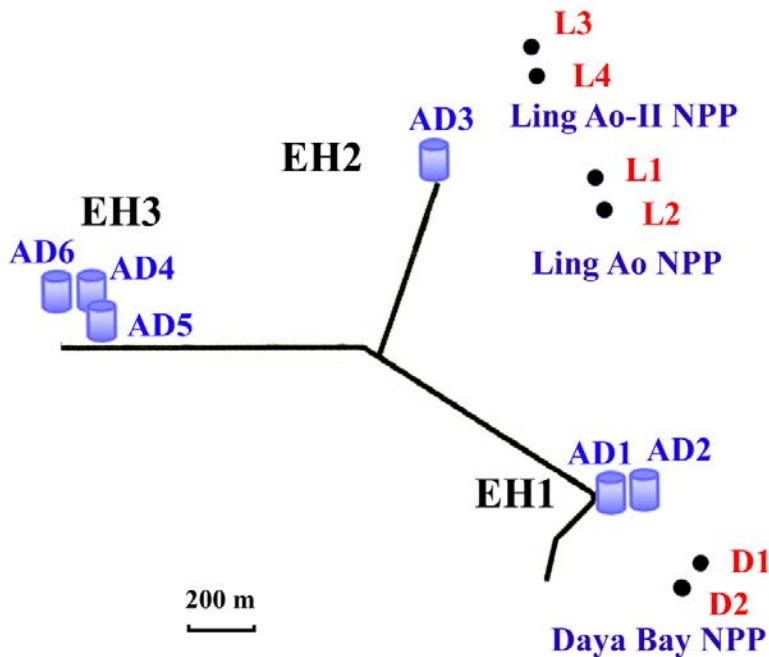 L3
L4
Ling Ao-II NPP
AD3
EH2
L1
L2
Ling Ao NPP
EH3
AD6
AD4
AD5
AD1
AD2
EH1
D1
D2
Daya Bay NPP
200 m